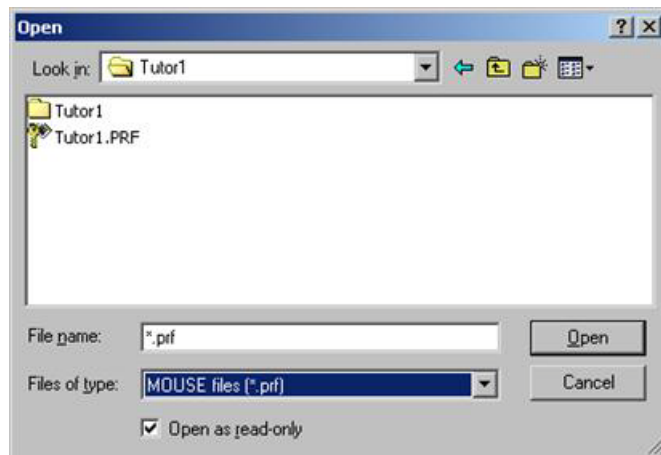 Open
Look in: Tutor1
Tutor1
Tutor1.PRF
File name: *.prf Open
Files of type: MOUSE files (*.prf) Cancel
Open as read-only